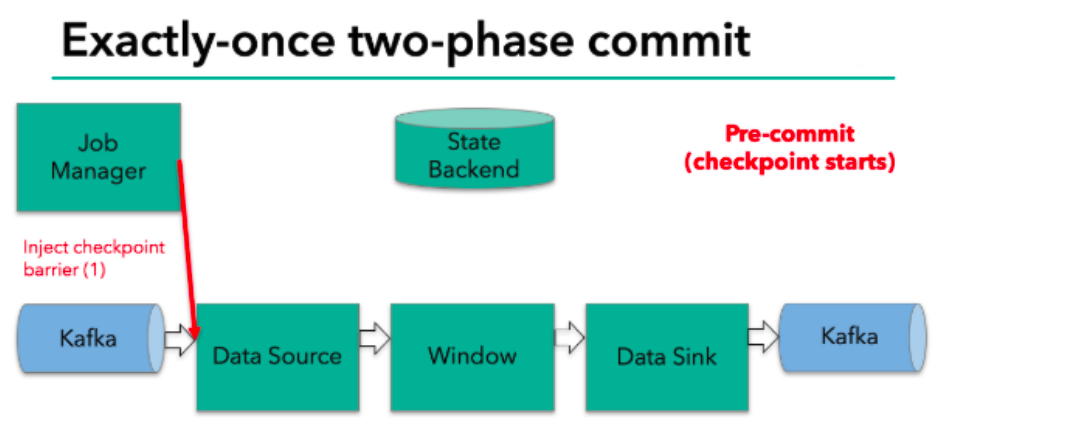 Exactly-once two-phase commit
Job
Manager
State
Backend
Pre-commit
(checkpoint starts)
Inject checkpoint
barrier (1)
Kafka
Data Source
Window
Data Sink
Kafka